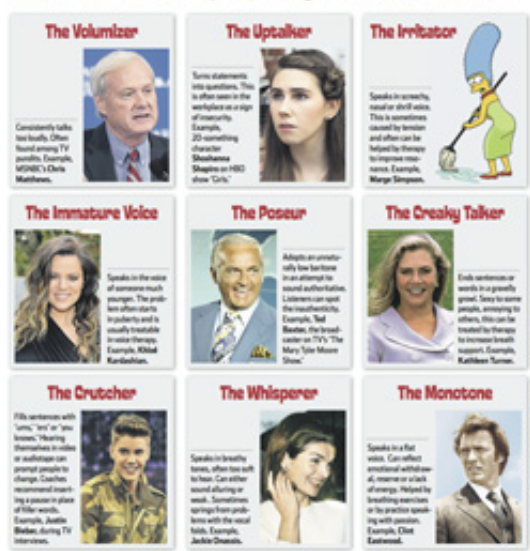 The Volumizer
Consistently talks
too loudly. Often
found among TV
pundits. Example,
MSNBC's Chris
Matthews.
The Uptalker
Turns statements
into questions. This
is often seen in the
workplace as a sign
of insecurity.
Example,
20-something
character
Shoshanna
Shapiro on HBO
show "Girls."
The Irritator
Speaks in screechy,
nasal or shrill voice.
This is sometimes
caused by tension
and often can be
helped by therapy
to improve reso-
nance. Example,
Marge Simpson.
The Immature Voice
Speaks in the voice
of someone much
younger. The prob-
lem often starts
in puberty and is
usually treatable
in voice therapy.
Example, Khloé
Kardashian.
The Poseur
Adopts an unnatu-
rally low baritone
in an attempt to
sound authoritative.
Listeners can spot
the inauthenticity.
Example, Ted
Baxter, the broad-
caster on TV's "The
Mary Tyler Moore
Show."
The Creaky Talker
Ends sentences or
words in a gravelly
growl. Sexy to some
people, annoying to
others, this can be
treated by therapy
to increase breath
support. Example,
Kathleen Turner.
The Crutcher
Fills sentences with
"ums," "ers" or "you
knows." Hearing
themselves in video
or audiotape can
prompt people to
change. Coaches
recommend insert-
ing a pause in place
of filler words.
Example, Justin
Bieber, during TV
interviews.
The Whisperer
Speaks in breathy
tones, often too soft
to hear. Can either
sound alluring or
weak. Sometimes
springs from prob-
lems with the vocal
folds. Example,
Jackie Onassis.
The Monotone
Speaks in a flat
voice. Can reflect
emotional withdraw-
al, reserve or a lack
of energy. Helped by
breathing exercises
or by practice speak-
ing with passion.
Example, Clint
Eastwood.